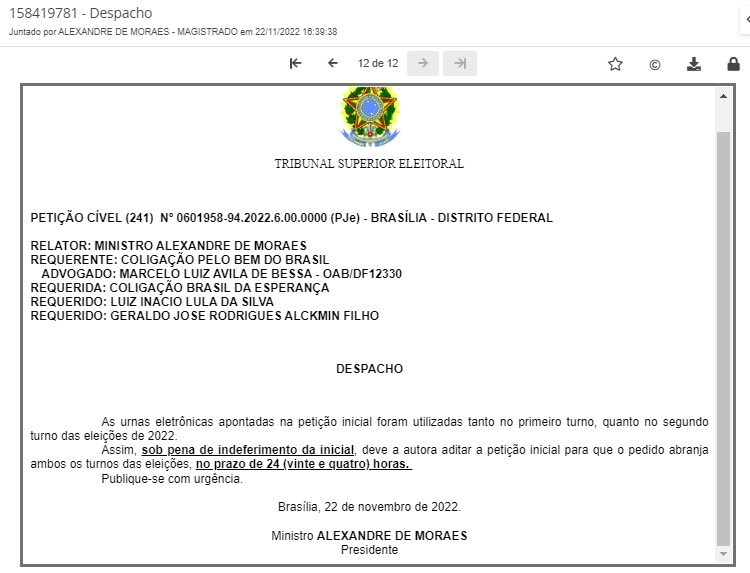 158419781 - Despacho
Juntado por ALEXANDRE DE MORAES - MAGISTRADO em 22/11/2022 16:39:38
12 de 12
TRIBUNAL SUPERIOR ELEITORAL
PETIÇÃO CÍVEL (241) Nº 0601958-94.2022.6.00.0000 (PJe) - BRASÍLIA - DISTRITO FEDERAL
RELATOR: MINISTRO ALEXANDRE DE MORAES
REQUERENTE: COLIGAÇÃO PELO BEM DO BRASIL
ADVOGADO: MARCELO LUIZ AVILA DE BESSA - OAB/DF12330
REQUERIDA: COLIGAÇÃO BRASIL DA ESPERANÇA
REQUERIDO: LUIZ INACIO LULA DA SILVA
REQUERIDO: GERALDO JOSE RODRIGUES ALCKMIN FILHO
DESPACHO
As urnas eletrônicas apontadas na petição inicial foram utilizadas tanto no primeiro turno, quanto no segundo
turno das eleições de 2022.
Assim, sob pena de indeferimento da inicial, deve a autora aditar a petição inicial para que o pedido abranja
ambos os turnos das eleições, no prazo de 24 (vinte e quatro) horas.
Publique-se com urgência.
Brasília, 22 de novembro de 2022.
Ministro ALEXANDRE DE MORAES
Presidente